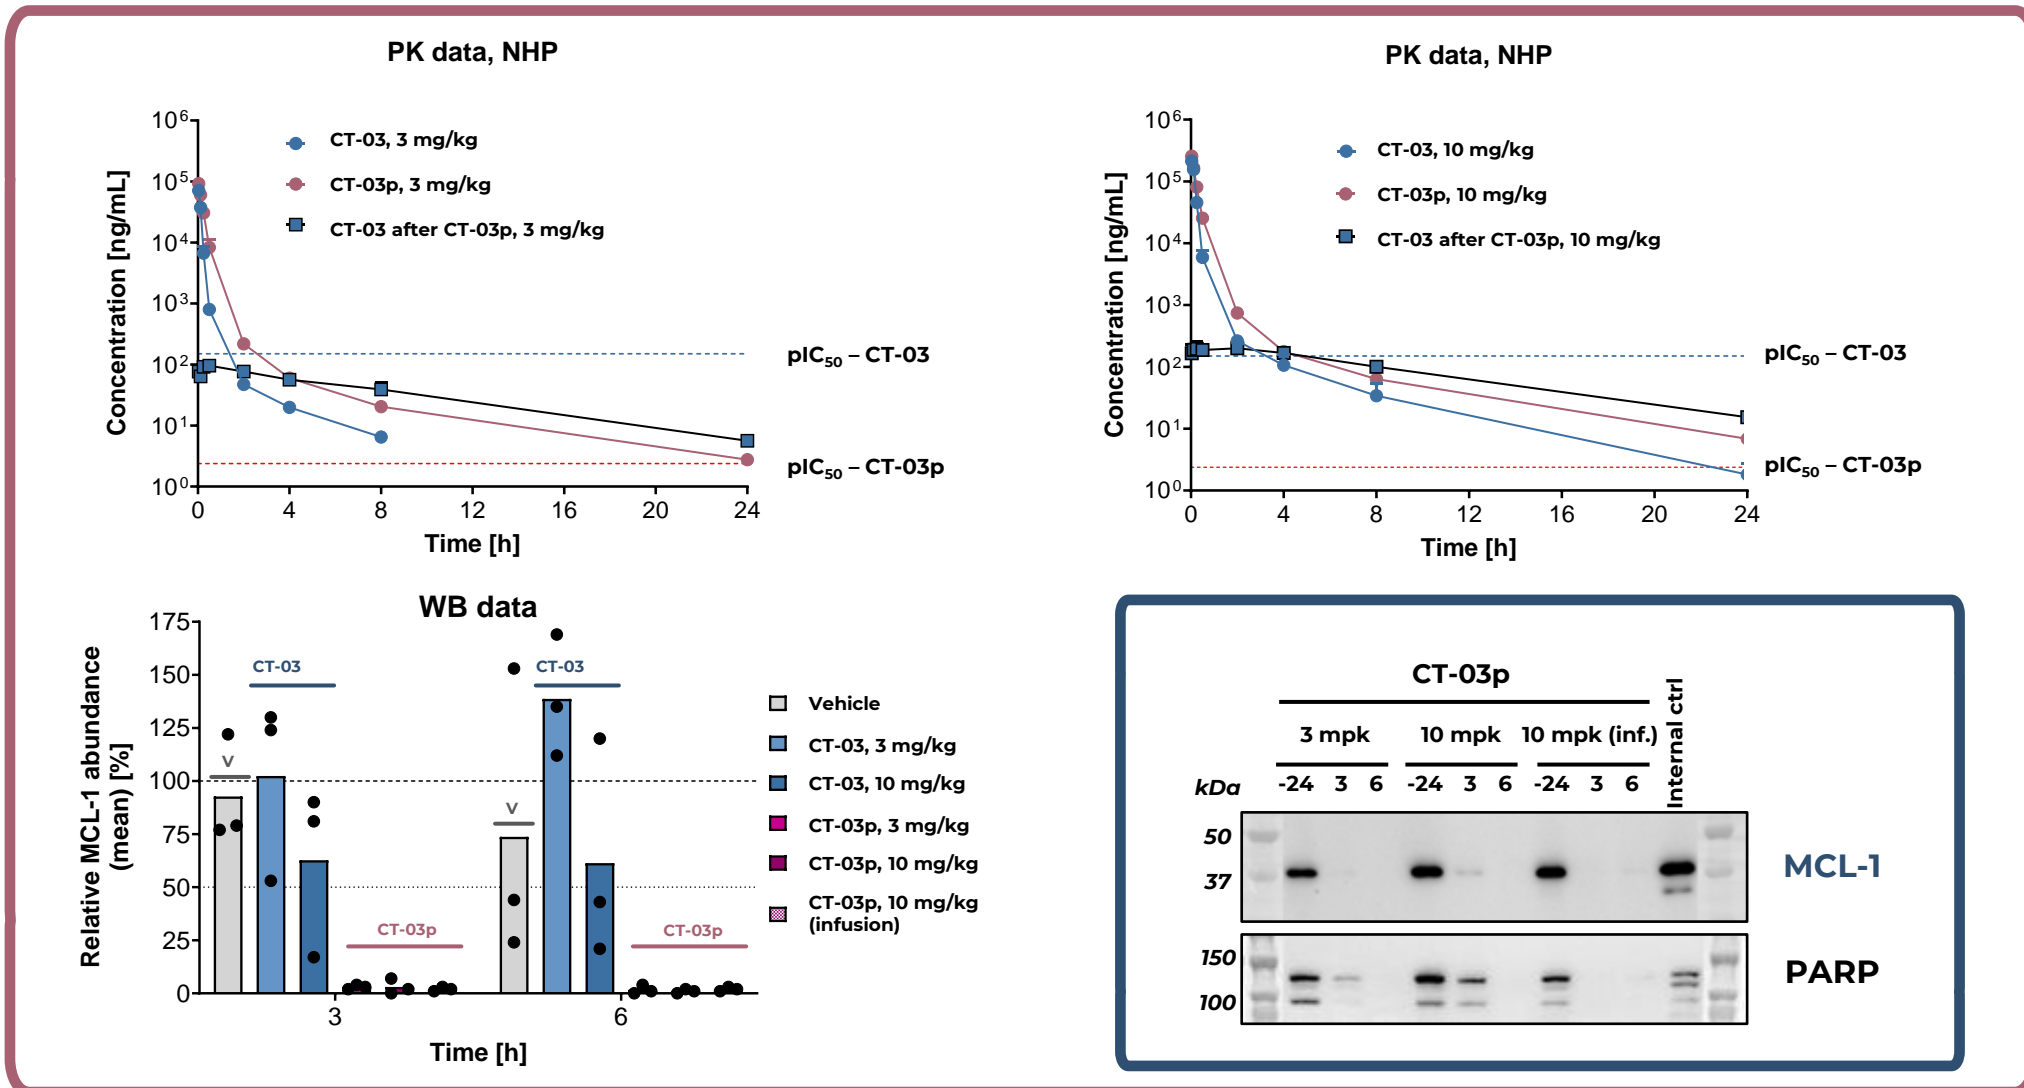 PK data, NHP
10⁶
10⁵
10⁴
10³
10²
10¹
10⁰
Concentration [ng/mL]
CT-03, 3 mg/kg
CT-03p, 3 mg/kg
CT-03 after CT-03p, 3 mg/kg
pIC₅₀ – CT-03
pIC₅₀ – CT-03p
0 4 8 12 16 20 24
Time [h]
PK data, NHP
10⁶
10⁵
10⁴
10³
10²
10¹
10⁰
Concentration [ng/mL]
CT-03, 10 mg/kg
CT-03p, 10 mg/kg
CT-03 after CT-03p, 10 mg/kg
pIC₅₀ – CT-03
pIC₅₀ – CT-03p
0 4 8 12 16 20 24
Time [h]
WB data
175
150
125
100
75
50
25
0
Relative MCL-1 abundance
(mean) [%]
V
CT-03
CT-03p
V
CT-03
CT-03p
3 6
Time [h]
Vehicle
CT-03, 3 mg/kg
CT-03, 10 mg/kg
CT-03p, 3 mg/kg
CT-03p, 10 mg/kg
CT-03p, 10 mg/kg
(infusion)
CT-03p
Internal ctrl
3 mpk 10 mpk 10 mpk (inf.)
kDa -24 3 6 -24 3 6 -24 3 6
50
37
MCL-1
150
100
PARP